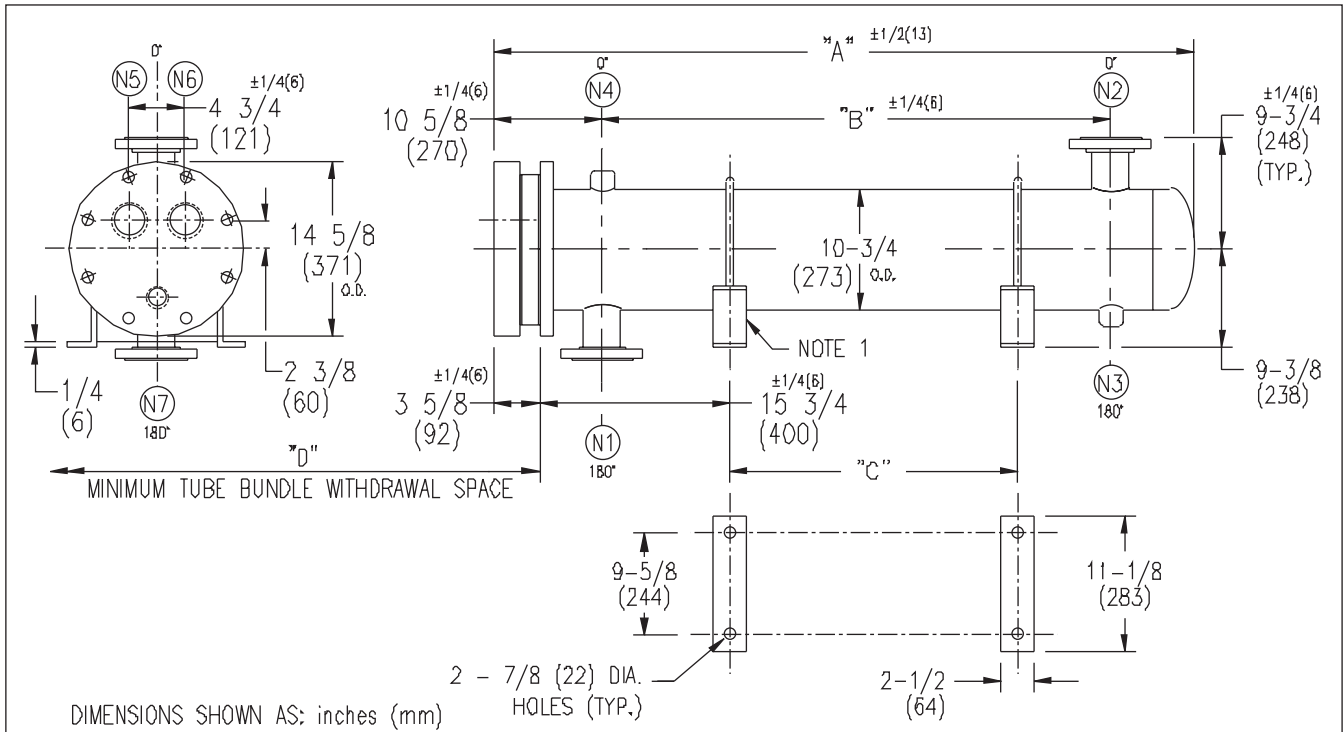 0°
N5 N6
±1/4(6)
4 3/4
(121)
14 5/8
(371)
O.D.
2 3/8
(60)
1/4
(6)
N7
180°
"A" ±1/2(13)
±1/4(6)
10 5/8
(270)
0°
N4
"B" ±1/4(6)
0°
N2
±1/4(6)
9-3/4
(248)
(TYP.)
10-3/4
(273) O.D.
NOTE 1
±1/4(6)
3 5/8
(92)
N1
180°
±1/4(6)
15 3/4
(400)
N3
180°
9-3/8
(238)
"D"
MINIMUM TUBE BUNDLE WITHDRAWAL SPACE
"C"
9-5/8
(244)
11-1/8
(283)
2 - 7/8 (22) DIA.
HOLES (TYP.)
2-1/2
(64)
DIMENSIONS SHOWN AS: inches (mm)